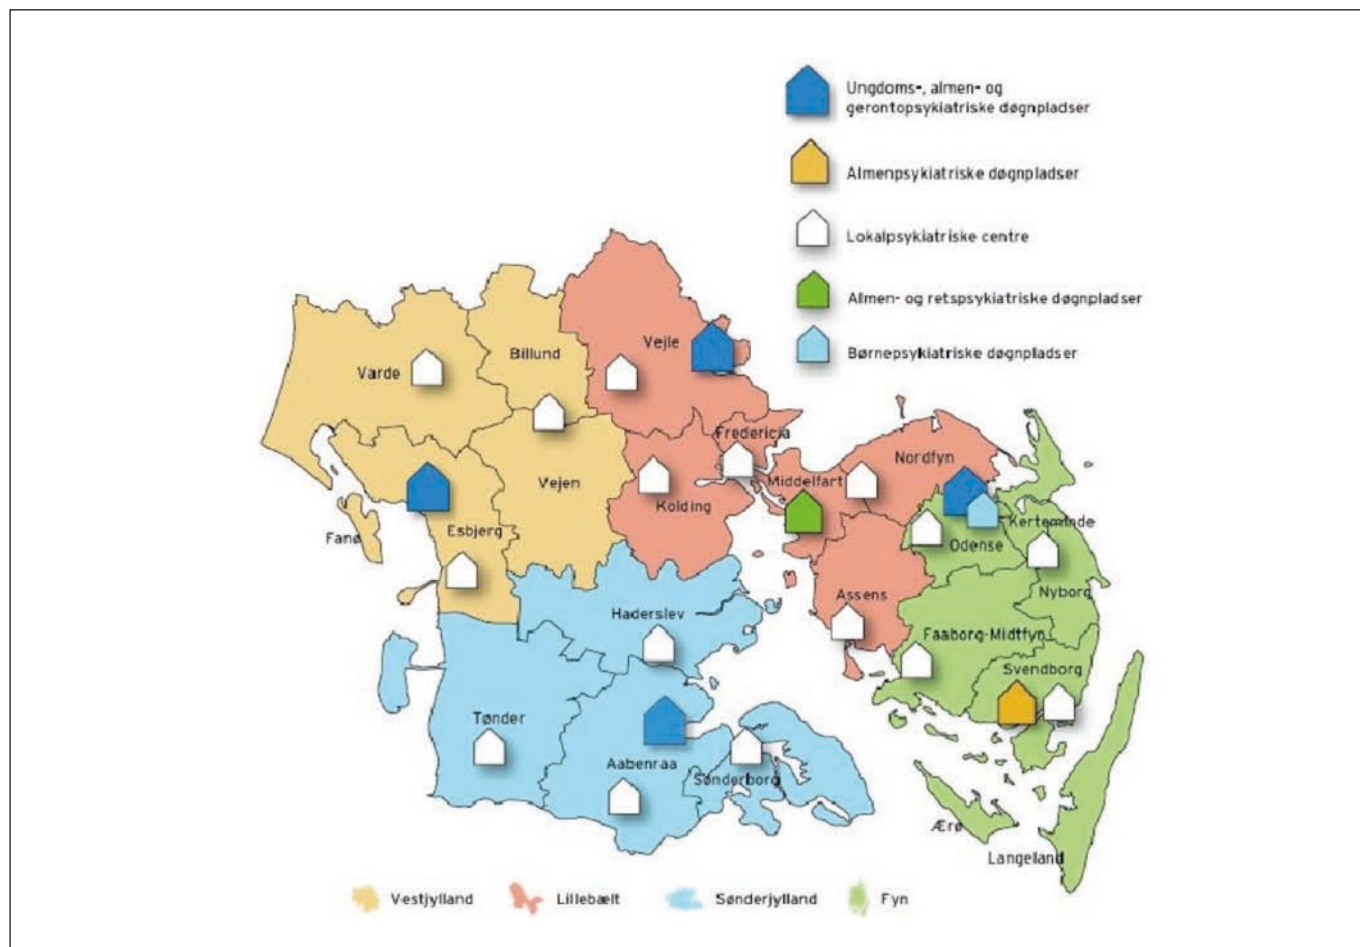 Ungdoms-, almen- og
gerontopsykiatriske døgnpladser
Almenpsykiatriske døgnpladser
Lokalpsykiatriske centre
Almen- og retspsykiatriske døgnpladser
Børnepsykiatriske døgnpladser
Vejle
Billund
Varde
Fredericia
Nordfyn
Middelfart
Vejen
Kolding
Kerteminde
Esbjerg
Fanø
Odense
Nyborg
Assens
Haderslev
Faaborg-Midtfyn
Svendborg
Tønder
Aabenraa
Sønderborg
Ærø
Langelland
Vestjylland
Lillebælt
Sønderjylland
Fyn